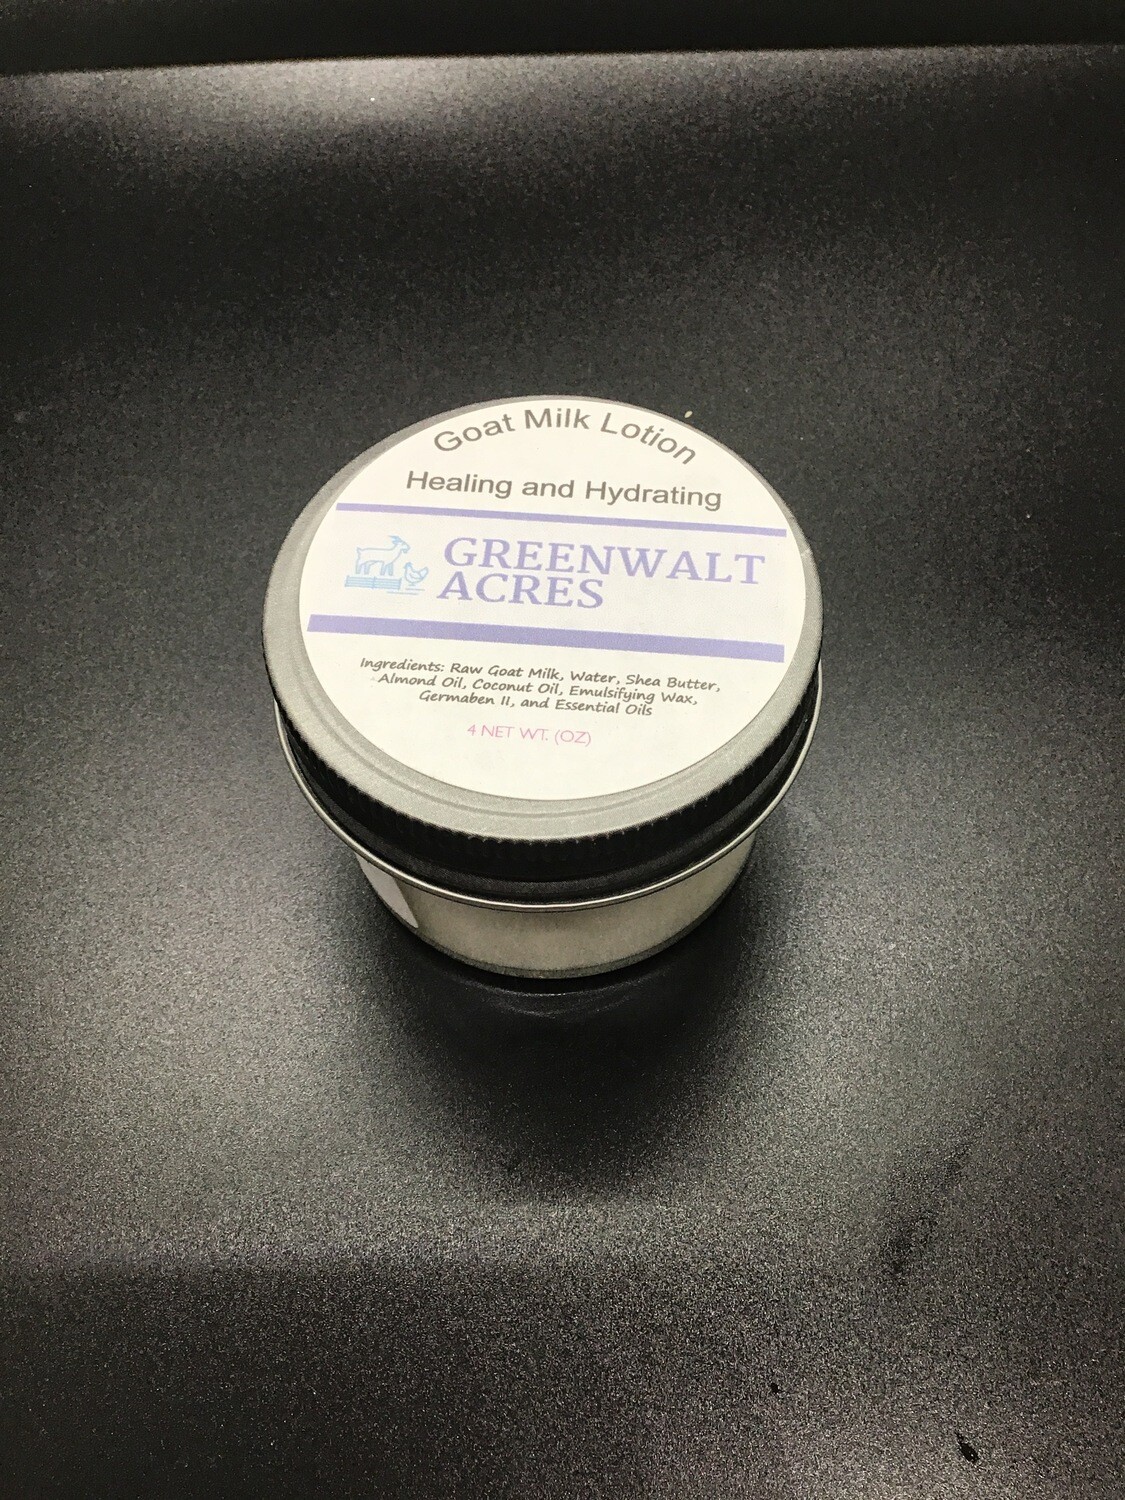 Goat Milk Lotion
Healing and Hydrating
GREENWALT
ACRES
Ingredients: Raw Goat Milk, Water, Shea Butter,
Almond Oil, Coconut Oil, Emulsifying Wax,
Germaben II, and Essential Oils
4 NET WT. (OZ)